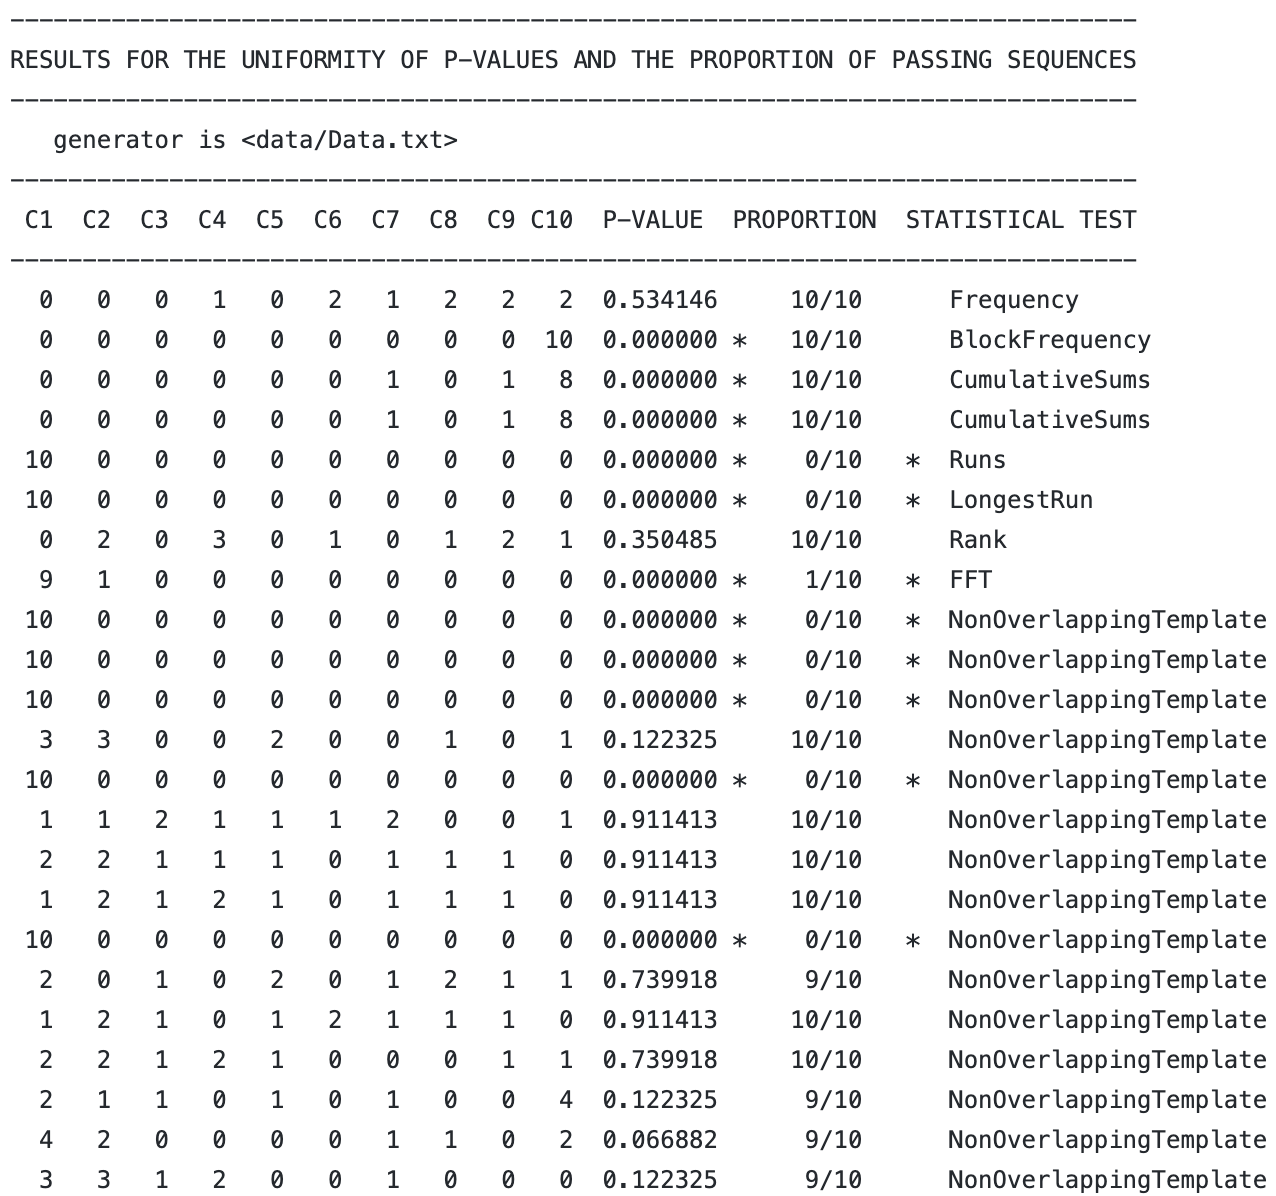 ------------------------------------------------------------------------------
RESULTS FOR THE UNIFORMITY OF P-VALUES AND THE PROPORTION OF PASSING SEQUENCES
------------------------------------------------------------------------------
   generator is <data/Data.txt>
------------------------------------------------------------------------------
 C1  C2  C3  C4  C5  C6  C7  C8  C9 C10  P-VALUE  PROPORTION  STATISTICAL TEST
------------------------------------------------------------------------------
  0   0   0   1   0   2   1   2   2   2  0.534146     10/10      Frequency
  0   0   0   0   0   0   0   0   0  10  0.000000 *   10/10      BlockFrequency
  0   0   0   0   0   0   1   0   1   8  0.000000 *   10/10      CumulativeSums
  0   0   0   0   0   0   1   0   1   8  0.000000 *   10/10      CumulativeSums
 10   0   0   0   0   0   0   0   0   0  0.000000 *    0/10   *  Runs
 10   0   0   0   0   0   0   0   0   0  0.000000 *    0/10   *  LongestRun
  0   2   0   3   0   1   0   1   2   1  0.350485     10/10      Rank
  9   1   0   0   0   0   0   0   0   0  0.000000 *    1/10   *  FFT
 10   0   0   0   0   0   0   0   0   0  0.000000 *    0/10   *  NonOverlappingTemplate
 10   0   0   0   0   0   0   0   0   0  0.000000 *    0/10   *  NonOverlappingTemplate
 10   0   0   0   0   0   0   0   0   0  0.000000 *    0/10   *  NonOverlappingTemplate
  3   3   0   0   2   0   0   1   0   1  0.122325     10/10      NonOverlappingTemplate
 10   0   0   0   0   0   0   0   0   0  0.000000 *    0/10   *  NonOverlappingTemplate
  1   1   2   1   1   1   2   0   0   1  0.911413     10/10      NonOverlappingTemplate
  2   2   1   1   1   0   1   1   1   0  0.911413     10/10      NonOverlappingTemplate
  1   2   1   2   1   0   1   1   1   0  0.911413     10/10      NonOverlappingTemplate
 10   0   0   0   0   0   0   0   0   0  0.000000 *    0/10   *  NonOverlappingTemplate
  2   0   1   0   2   0   1   2   1   1  0.739918      9/10      NonOverlappingTemplate
  1   2   1   0   1   2   1   1   1   0  0.911413     10/10      NonOverlappingTemplate
  2   2   1   2   1   0   0   0   1   1  0.739918     10/10      NonOverlappingTemplate
  2   1   1   0   1   0   1   0   0   4  0.122325      9/10      NonOverlappingTemplate
  4   2   0   0   0   0   1   1   0   2  0.066882      9/10      NonOverlappingTemplate
  3   3   1   2   0   0   1   0   0   0  0.122325      9/10      NonOverlappingTemplate